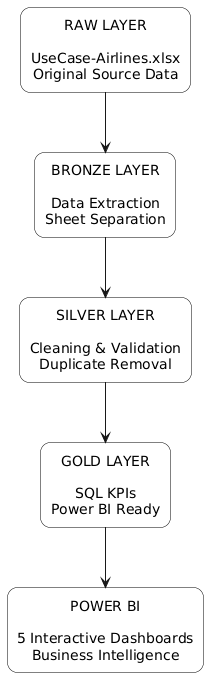 RAW LAYER
UseCase-Airlines.xlsx
Original Source Data
BRONZE LAYER
Data Extraction
Sheet Separation
SILVER LAYER
Cleaning & Validation
Duplicate Removal
GOLD LAYER
SQL KPIs
Power BI Ready
POWER BI
5 Interactive Dashboards
Business Intelligence